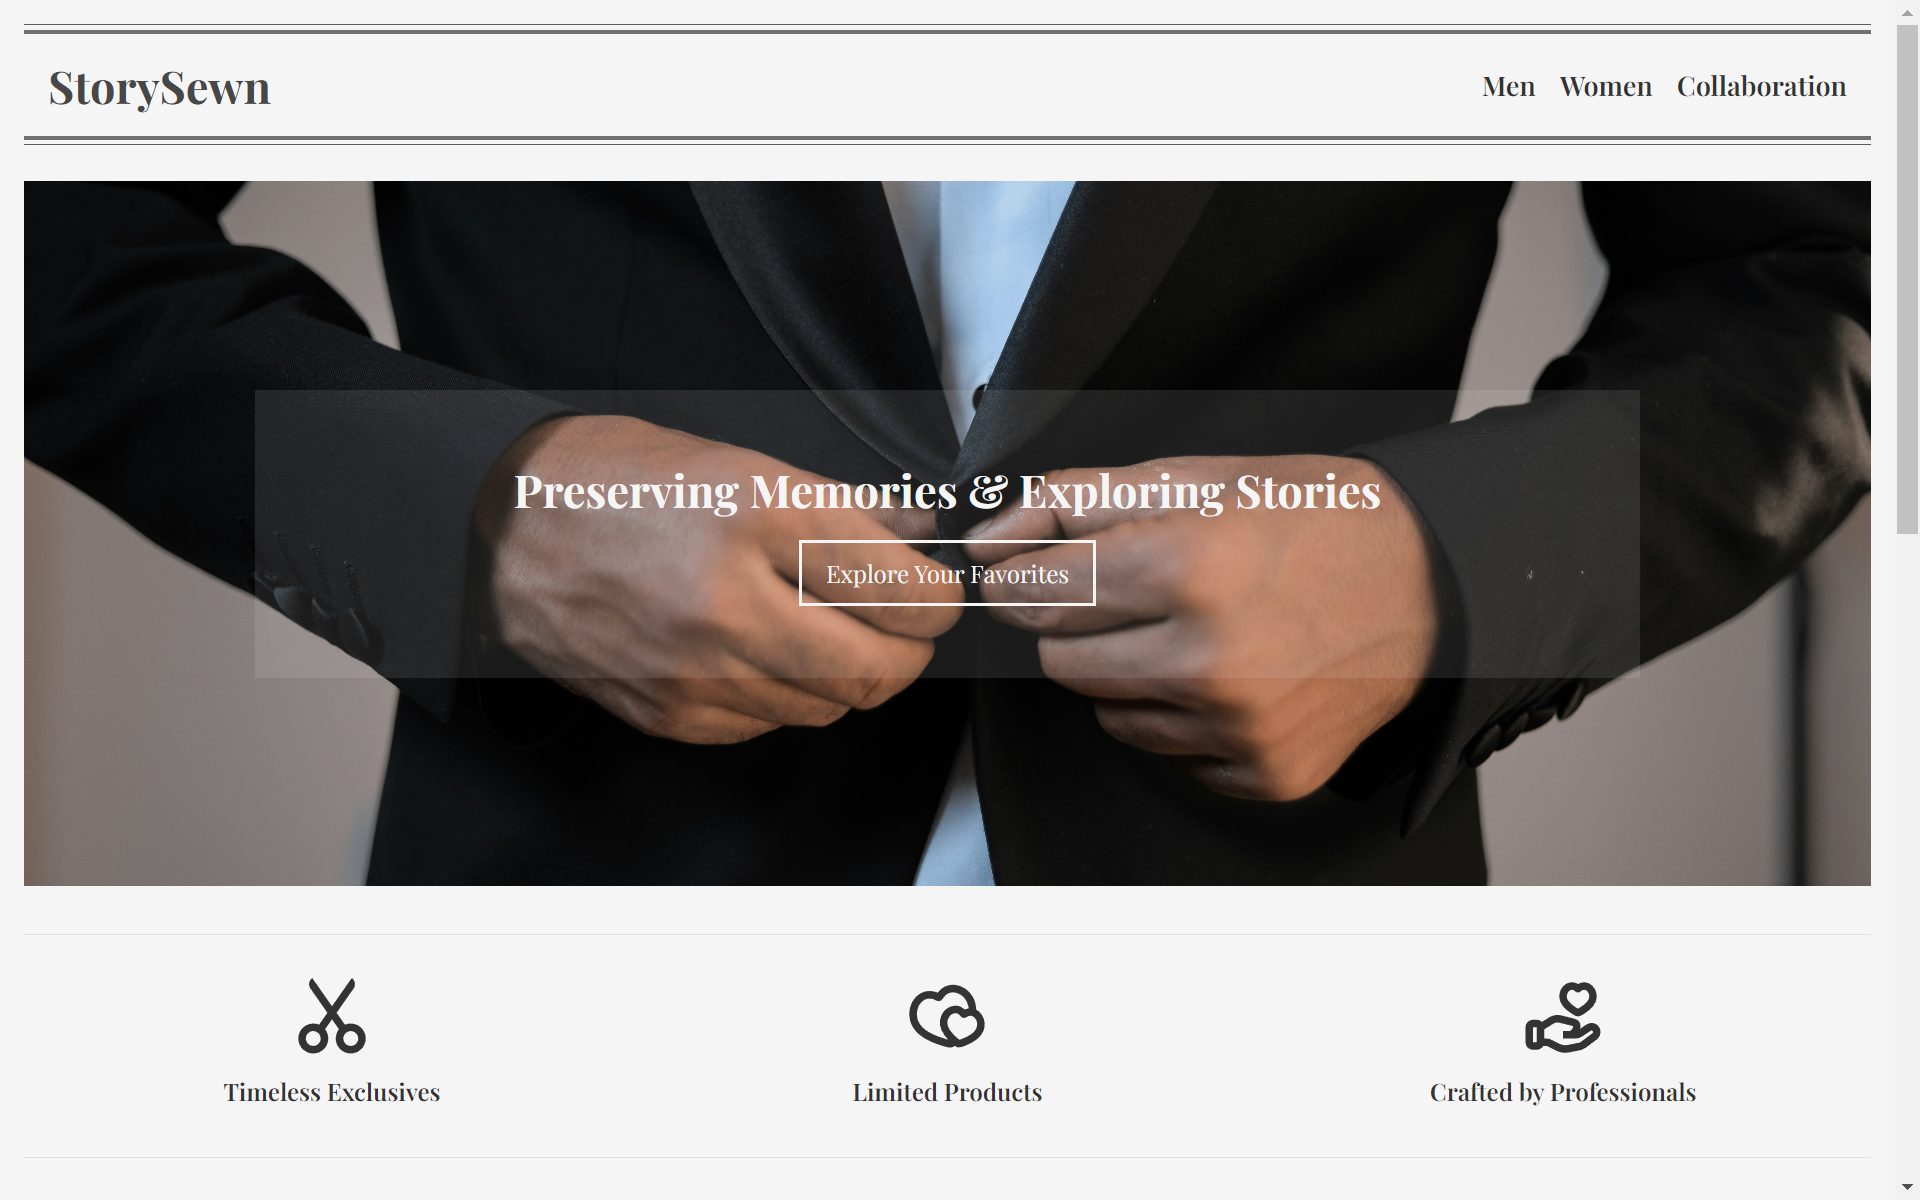 StorySewn
Men Women Collaboration
Preserving Memories & Exploring Stories
Explore Your Favorites
Timeless Exclusives
Limited Products
Crafted by Professionals